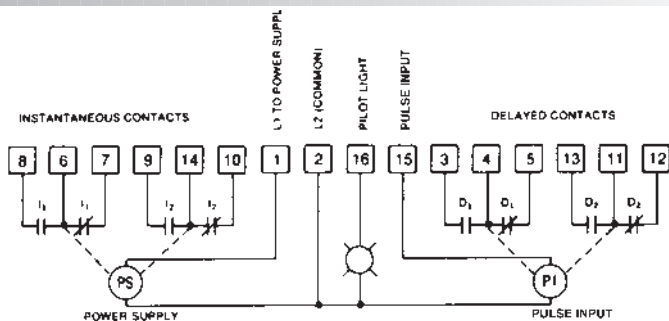 L1 TO POWER SUPPL
L2 (COMMON)
PILOT LIGHT
PULSE INPUT
INSTANTANEOUS CONTACTS
DELAYED CONTACTS
8 6 7 9 14 10 1 2 16 15 3 4 5 13 11 12
I1 I1 I2 I2 D1 D1 D2 D2
PS PI
POWER SUPPLY
PULSE INPUT